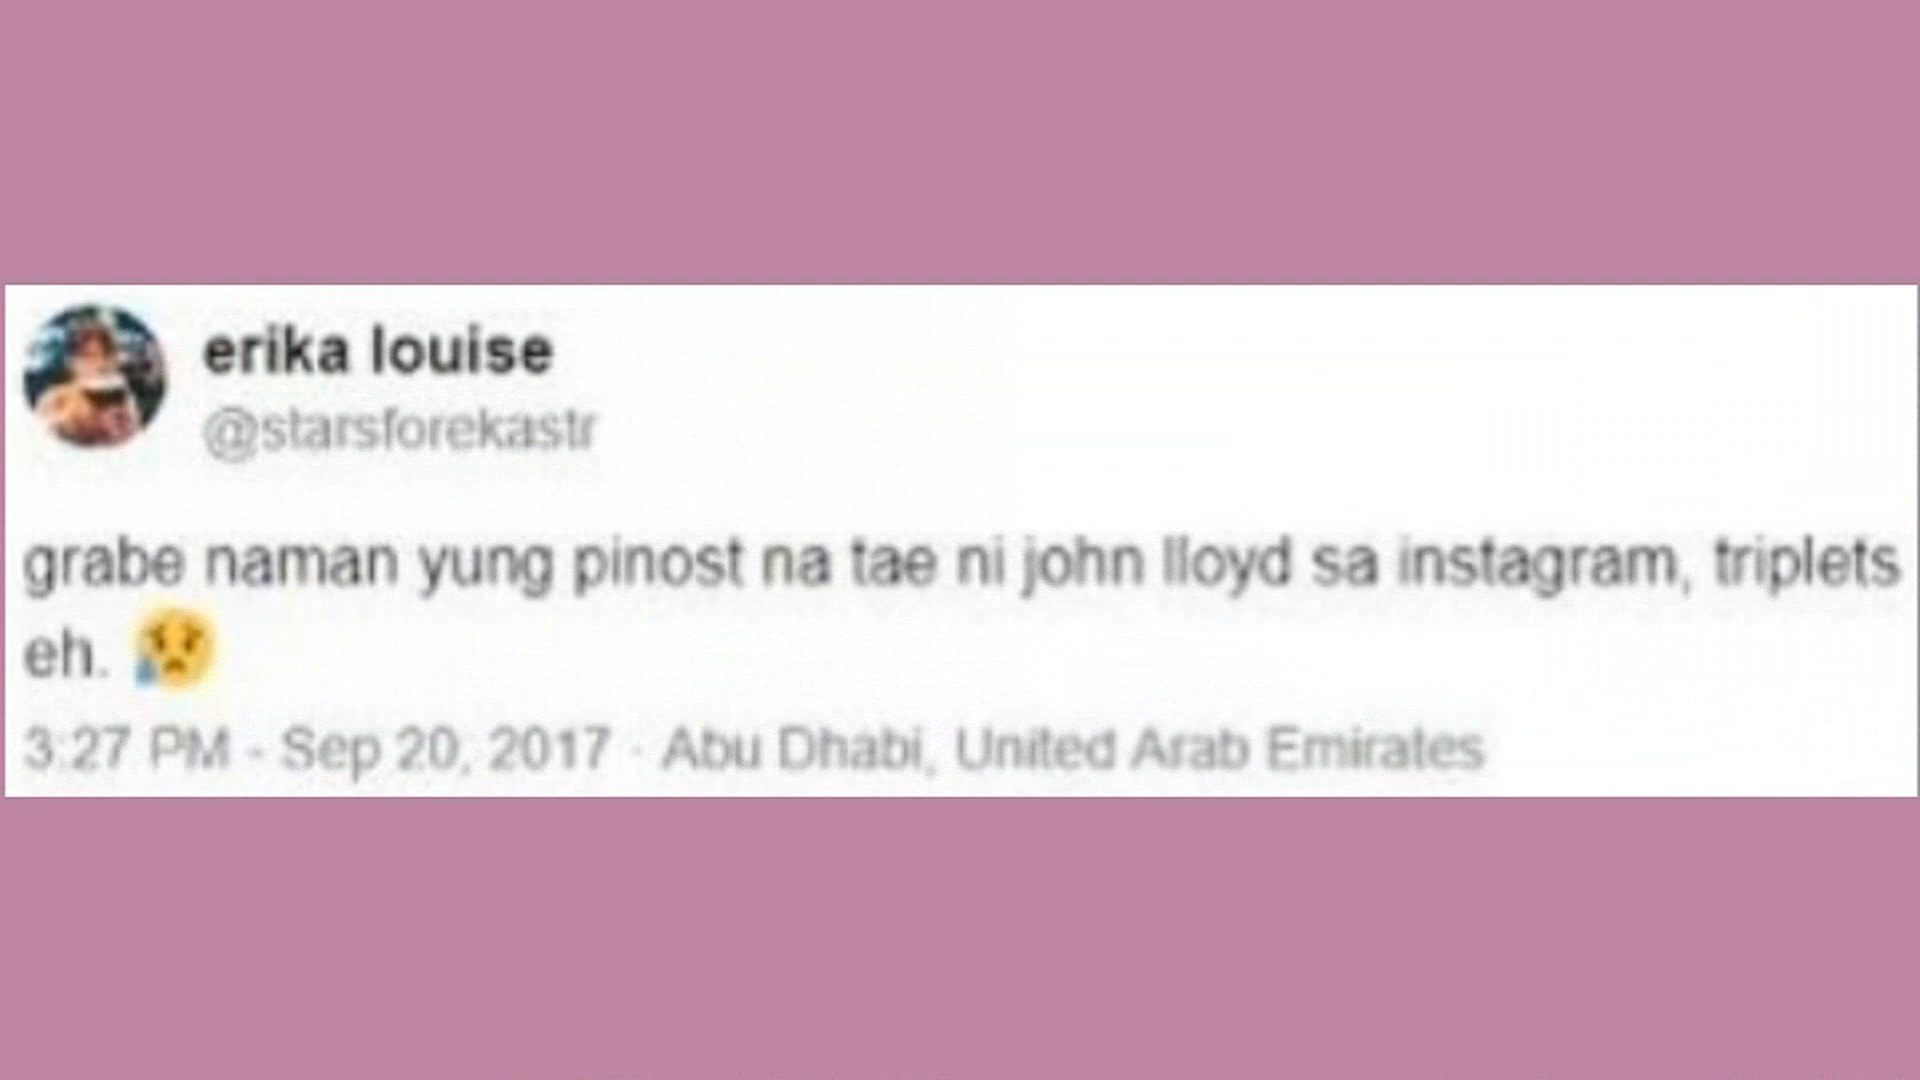 erika louise
@starsforekastr
grabe naman yung pinost na tae ni john lloyd sa instagram, triplets
eh. 😥
3:27 PM - Sep 20, 2017 · Abu Dhabi, United Arab Emirates